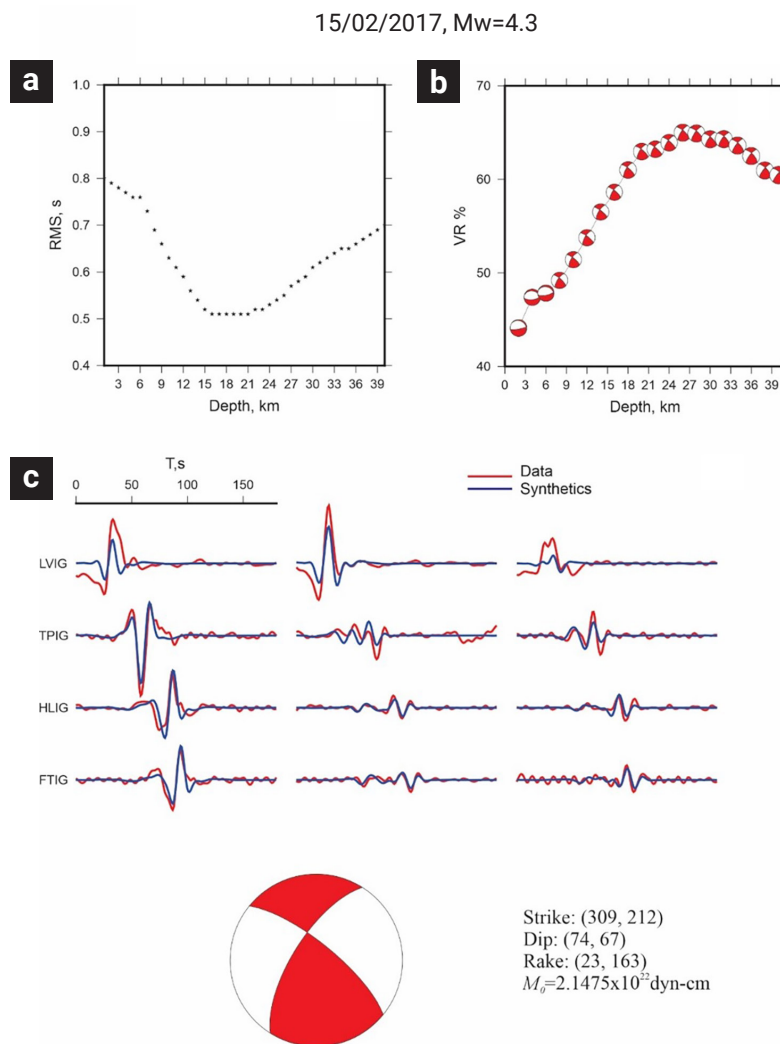 15/02/2017, Mw=4.3
a
1.0
0.9
0.8
0.7
0.6
0.5
0.4
RMS, s
3 6 9 12 15 18 21 24 27 30 33 36 39
Depth, km
b
70
60
50
40
VR %
0 3 6 9 12 15 18 21 24 27 30 33 36 39
Depth, km
c
T,s
0 50 100 150
Data
Synthetics
LVIG
TPIG
HLIG
FTIG
Strike: (309, 212)
Dip: (74, 67)
Rake: (23, 163)
M₀=2.1475x10²²dyn-cm